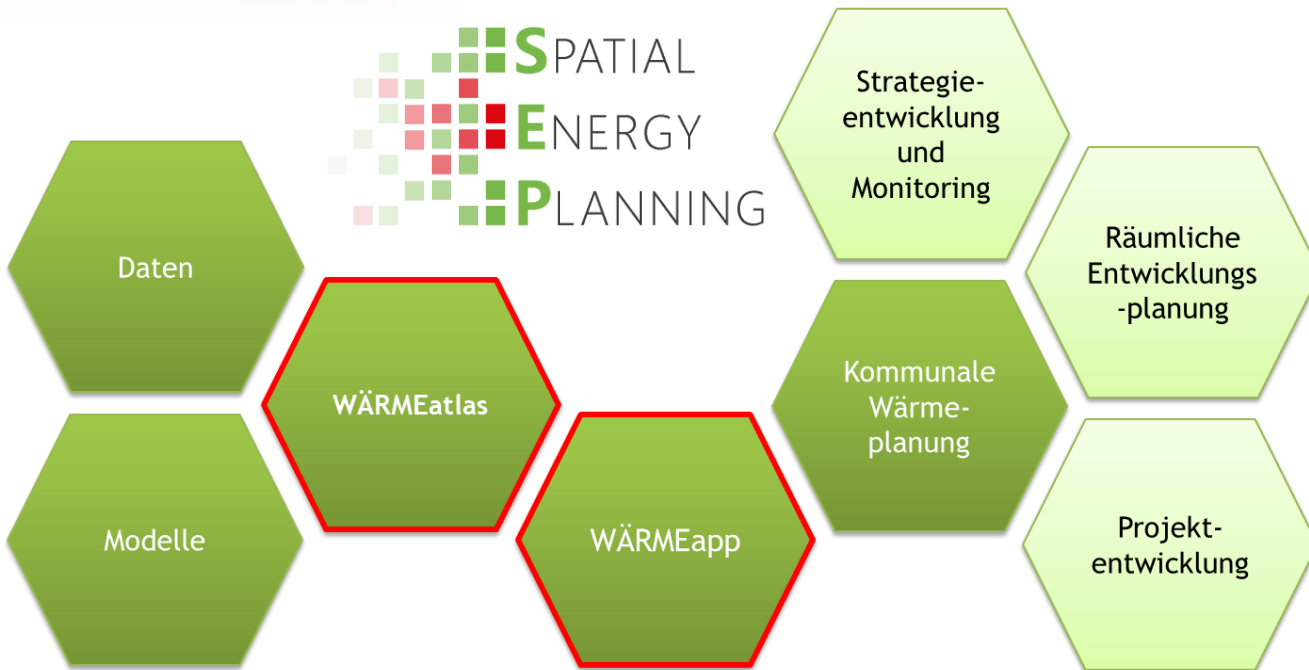 SPATIAL
ENERGY
PLANNING
Daten
Modelle
WÄRMEatlas
WÄRMEapp
Kommunale
Wärme-
planung
Strategie-
entwicklung
und
Monitoring
Räumliche
Entwicklungs
-planung
Projekt-
entwicklung